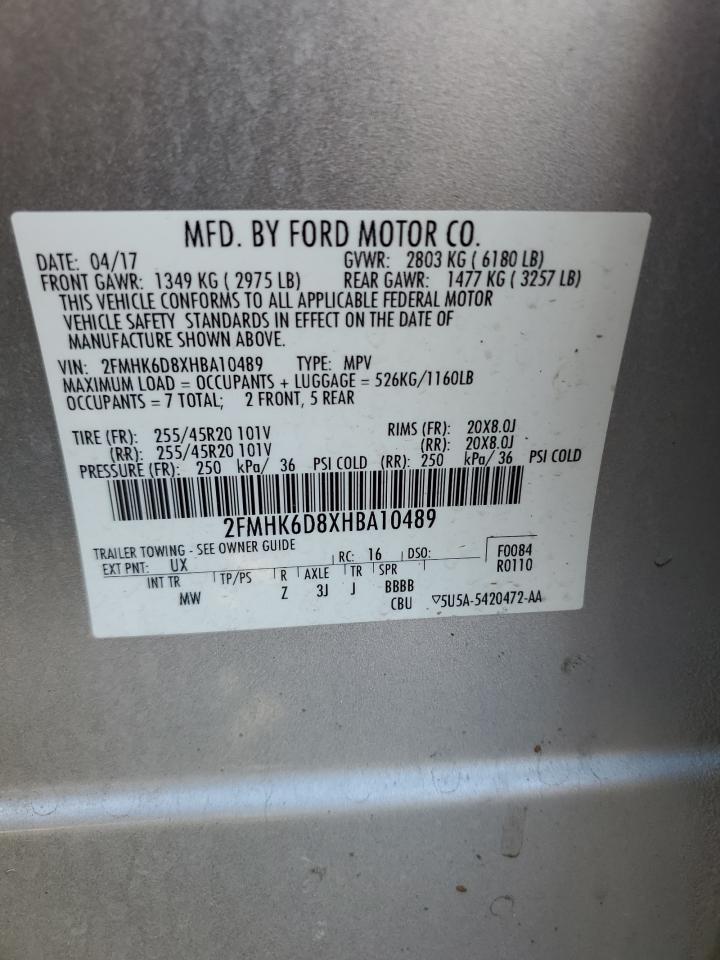 MFD. BY FORD MOTOR CO.
DATE: 04/17 GVWR: 2803 KG ( 6180 LB)
FRONT GAWR: 1349 KG ( 2975 LB) REAR GAWR: 1477 KG ( 3257 LB)
THIS VEHICLE CONFORMS TO ALL APPLICABLE FEDERAL MOTOR
VEHICLE SAFETY STANDARDS IN EFFECT ON THE DATE OF
MANUFACTURE SHOWN ABOVE.
VIN: 2FMHK6D8XHBA10489 TYPE: MPV
MAXIMUM LOAD = OCCUPANTS + LUGGAGE = 526KG/1160LB
OCCUPANTS = 7 TOTAL; 2 FRONT, 5 REAR
TIRE (FR): 255/45R20 101V RIMS (FR): 20X8.0J
(RR): 255/45R20 101V (RR): 20X8.0J
PRESSURE (FR): 250 kPa/ 36 PSI COLD (RR): 250 kPa/ 36 PSI COLD
2FMHK6D8XHBA10489
TRAILER TOWING - SEE OWNER GUIDE
EXT PNT: UX RC: 16 DSO: F0084
R0110
INT TR TP/PS R AXLE TR SPR
MW Z 3J J BBBB
CBU ▽5U5A-5420472-AA